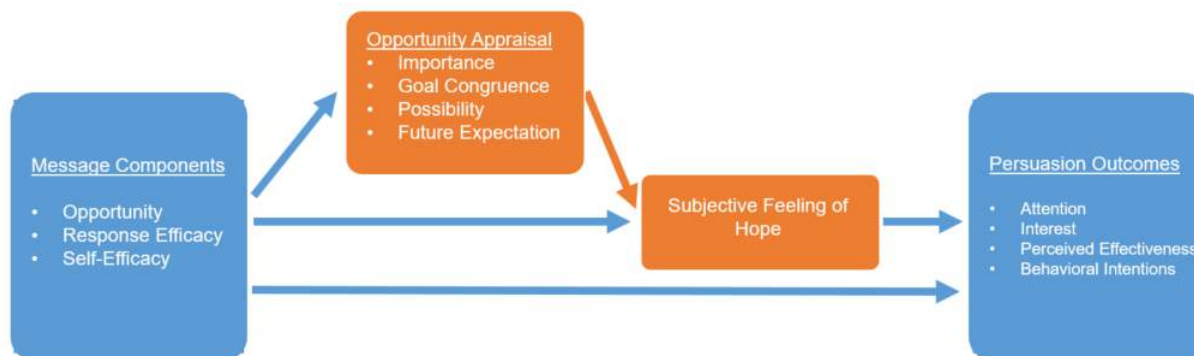 Opportunity Appraisal
• Importance
• Goal Congruence
• Possibility
• Future Expectation
Message Components
• Opportunity
• Response Efficacy
• Self-Efficacy
Subjective Feeling of
Hope
Persuasion Outcomes
• Attention
• Interest
• Perceived Effectiveness
• Behavioral Intentions